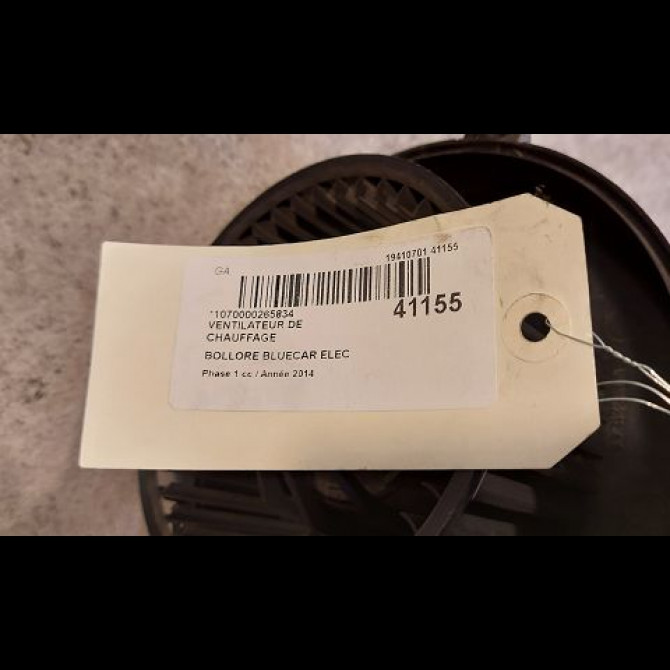 19410701 41155
GA
41155
*1070000265834
VENTILATEUR DE
CHAUFFAGE
BOLLORE BLUECAR ELEC
Phase 1 cc / Année 2014